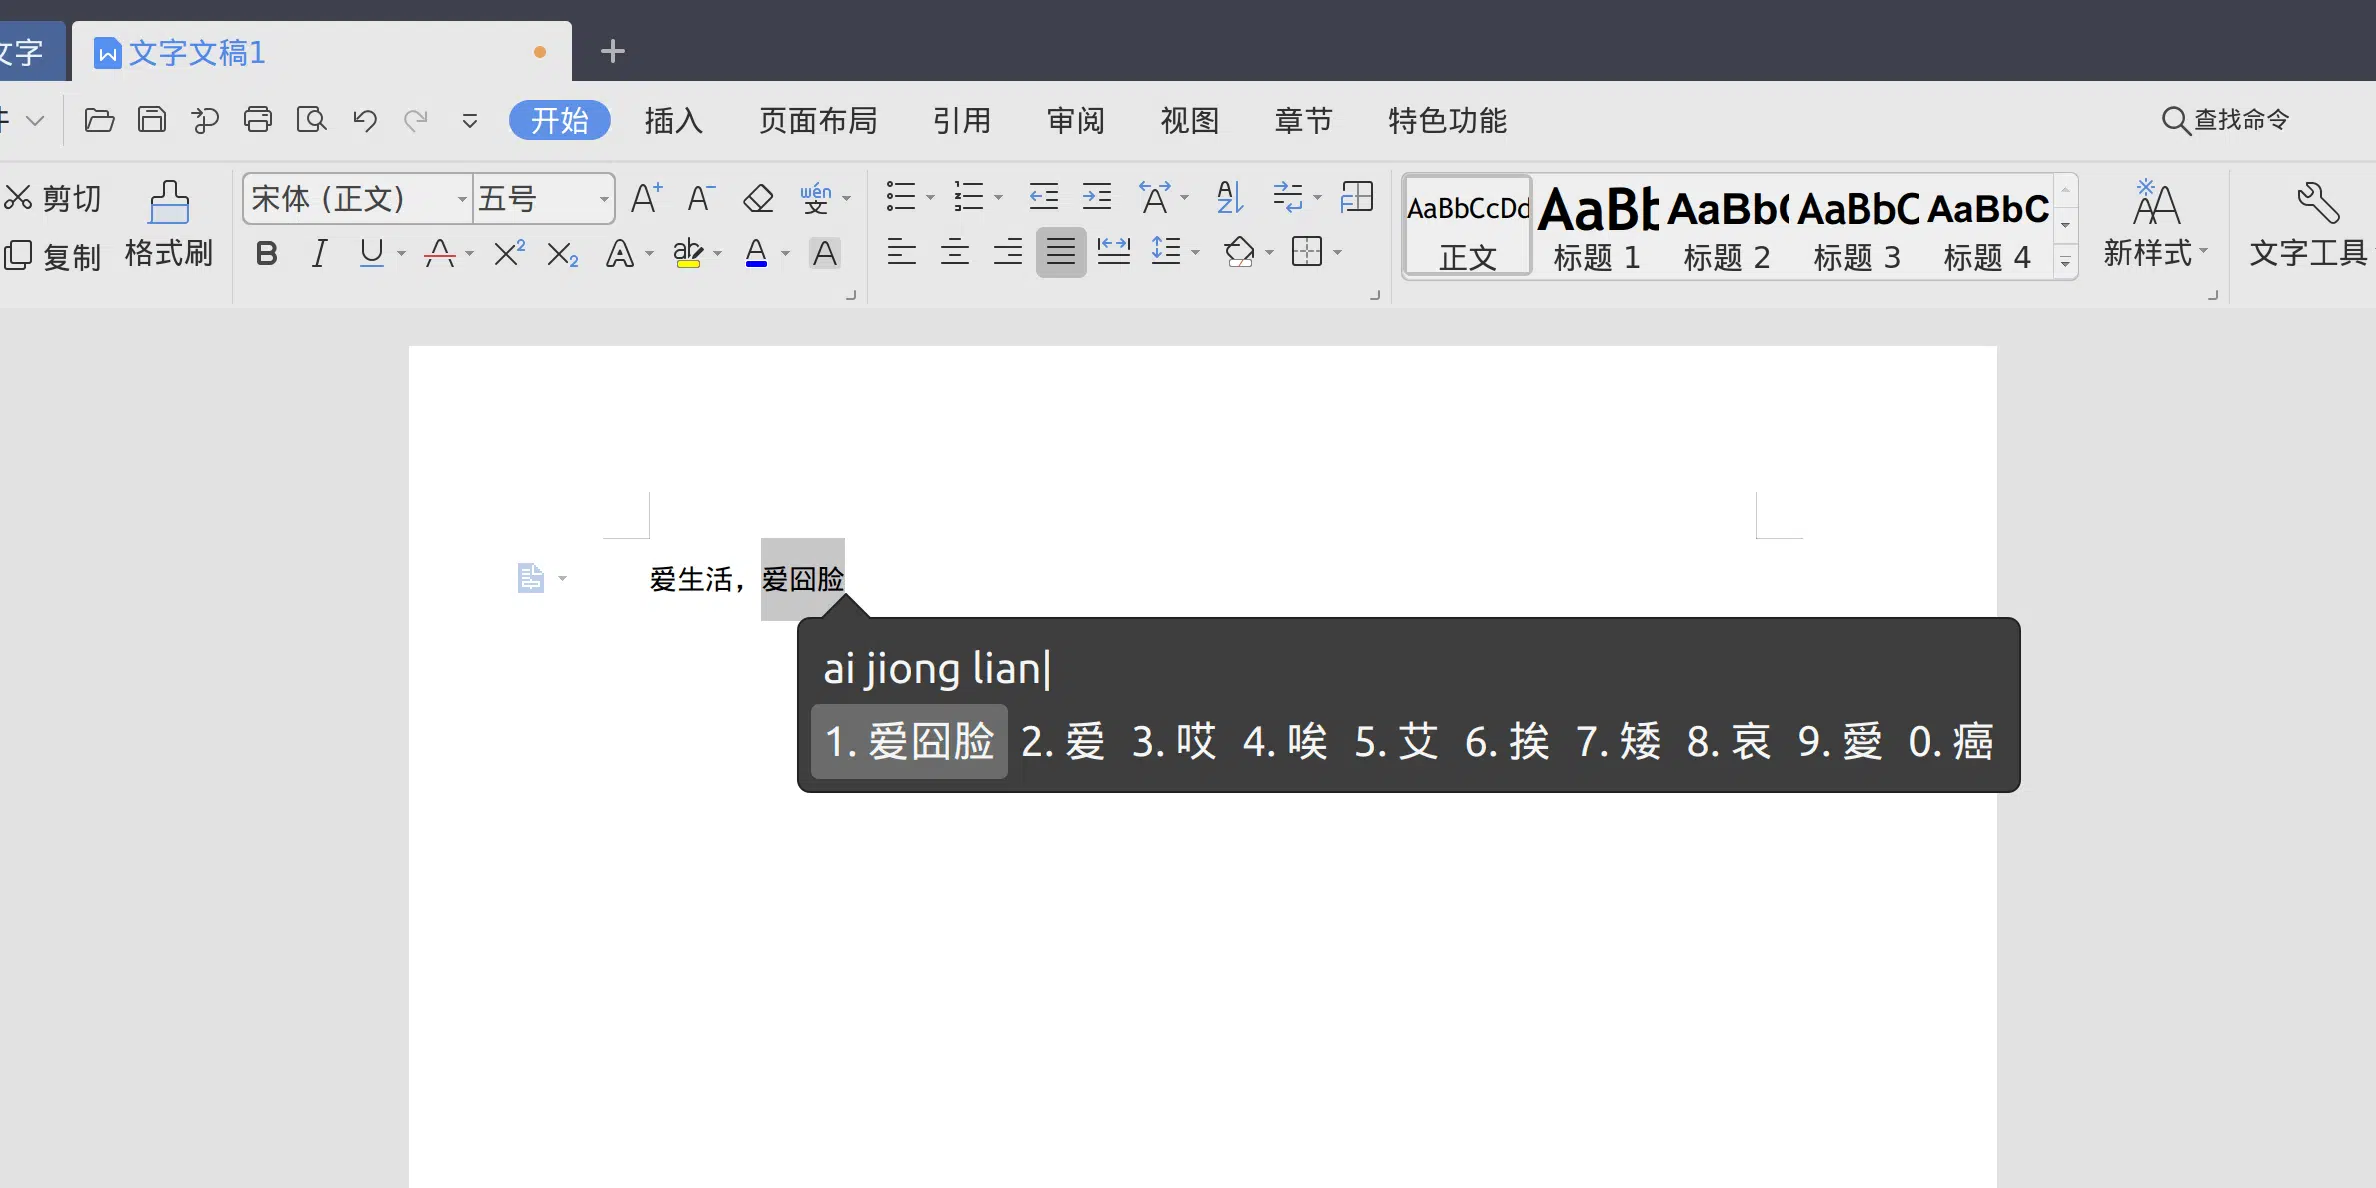 文字
文字文稿1
开始 插入 页面布局 引用 审阅 视图 章节 特色功能 查找命令
剪切 格式刷 宋体 (正文) 五号 wén 文 AaBbCcDd AaBb AaBb AaBbC AaBbC 新样式 文字工具
复制 正文 标题 1 标题 2 标题 3 标题 4
爱生活，爱囧脸
ai jiong lian
1. 爱囧脸 2. 爱 3. 哎 4. 唉 5. 艾 6. 挨 7. 矮 8. 哀 9. 愛 0. 癌